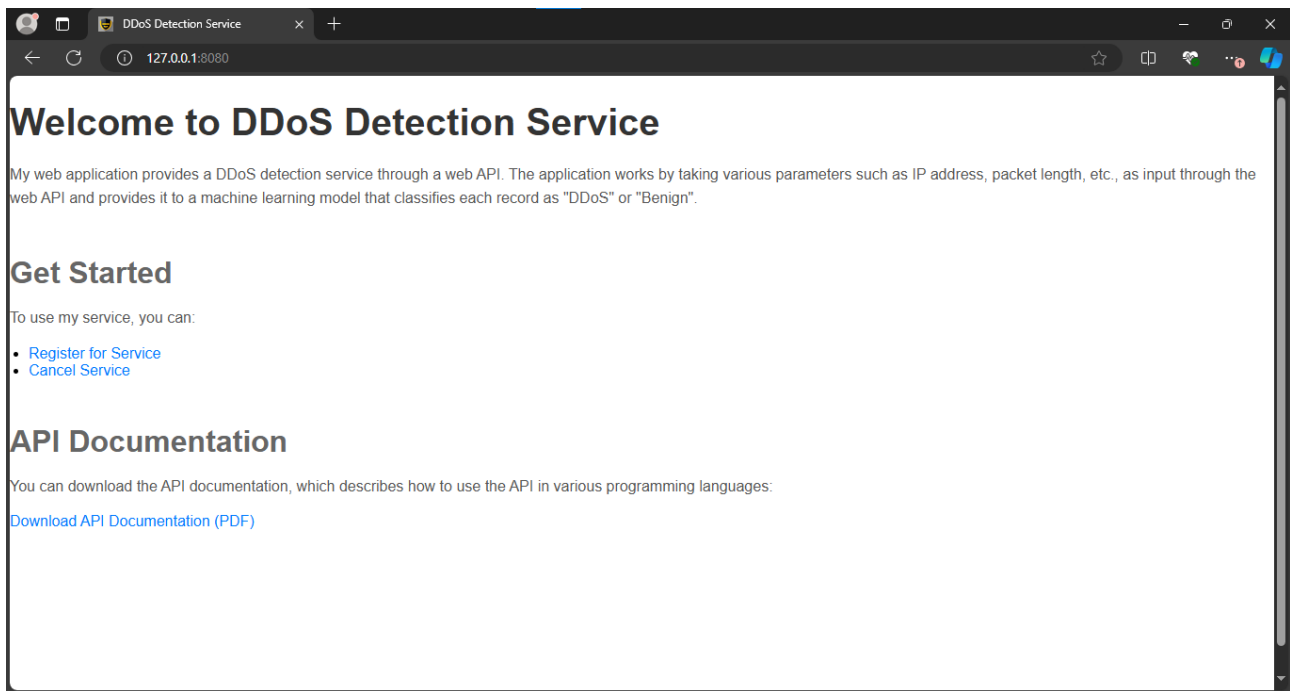 DDoS Detection Service
127.0.0.1:8080
Welcome to DDoS Detection Service
My web application provides a DDoS detection service through a web API. The application works by taking various parameters such as IP address, packet length, etc., as input through the
web API and provides it to a machine learning model that classifies each record as "DDoS" or "Benign".
Get Started
To use my service, you can:
Register for Service
Cancel Service
API Documentation
You can download the API documentation, which describes how to use the API in various programming languages:
Download API Documentation (PDF)